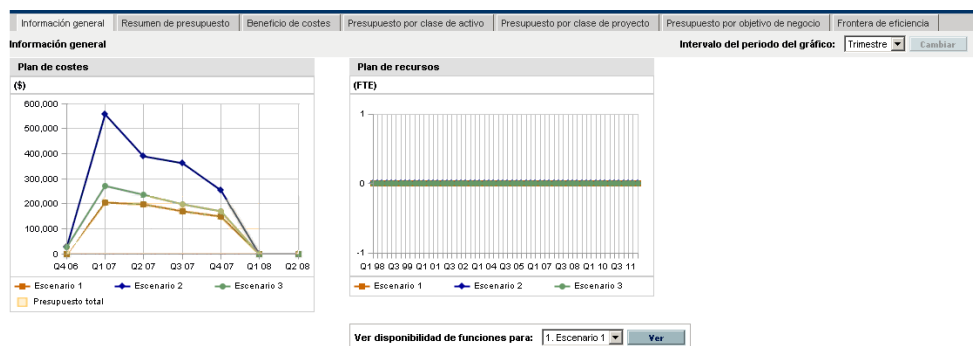 Información general Resumen de presupuesto Beneficio de costes Presupuesto por clase de activo Presupuesto por clase de proyecto Presupuesto por objetivo de negocio Frontera de eficiencia
Información general Intervalo del periodo del gráfico: Trimestre Cambiar
Plan de costes
($)
600,000
500,000
400,000
300,000
200,000
100,000
0
Q4 06 Q1 07 Q2 07 Q3 07 Q4 07 Q1 08 Q2 08
Escenario 1 Escenario 2 Escenario 3
Presupuesto total
Plan de recursos
(FTE)
1
0
-1
Q1 98 Q3 99 Q1 01 Q3 02 Q1 04 Q3 05 Q1 07 Q3 08 Q1 10 Q3 11
Escenario 1 Escenario 2 Escenario 3
Ver disponibilidad de funciones para: 1. Escenario 1 Ver